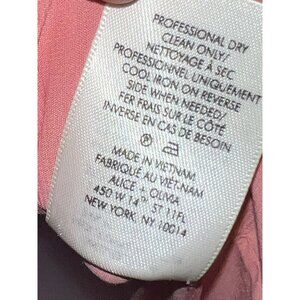 PROFESSIONAL DRY
CLEAN ONLY/
NETTOYAGE À SEC
PROFESSIONNEL UNIQUEMENT
COOL IRON ON REVERSE
SIDE WHEN NEEDED/
FER FRAIS SUR LE CÔTÉ
INVERSE EN CAS DE BESOIN
MADE IN VIETNAM
FABRIQUÉ AU VIET-NAM
ALICE + OLIVIA
450 W 14TH ST 11FL
NEW YORK, NY 10014